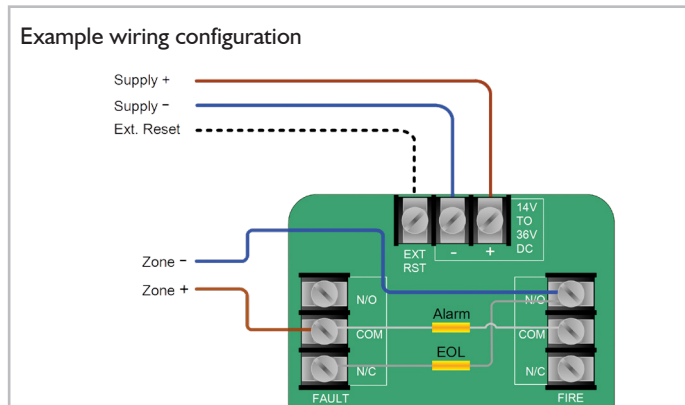 Example wiring configuration
Supply +
Supply -
Ext. Reset
14V
TO
36V
DC
EXT
RST
-
+
Zone -
Zone +
N/O
N/O
Alarm
COM
COM
EOL
N/C
N/C
FAULT
FIRE